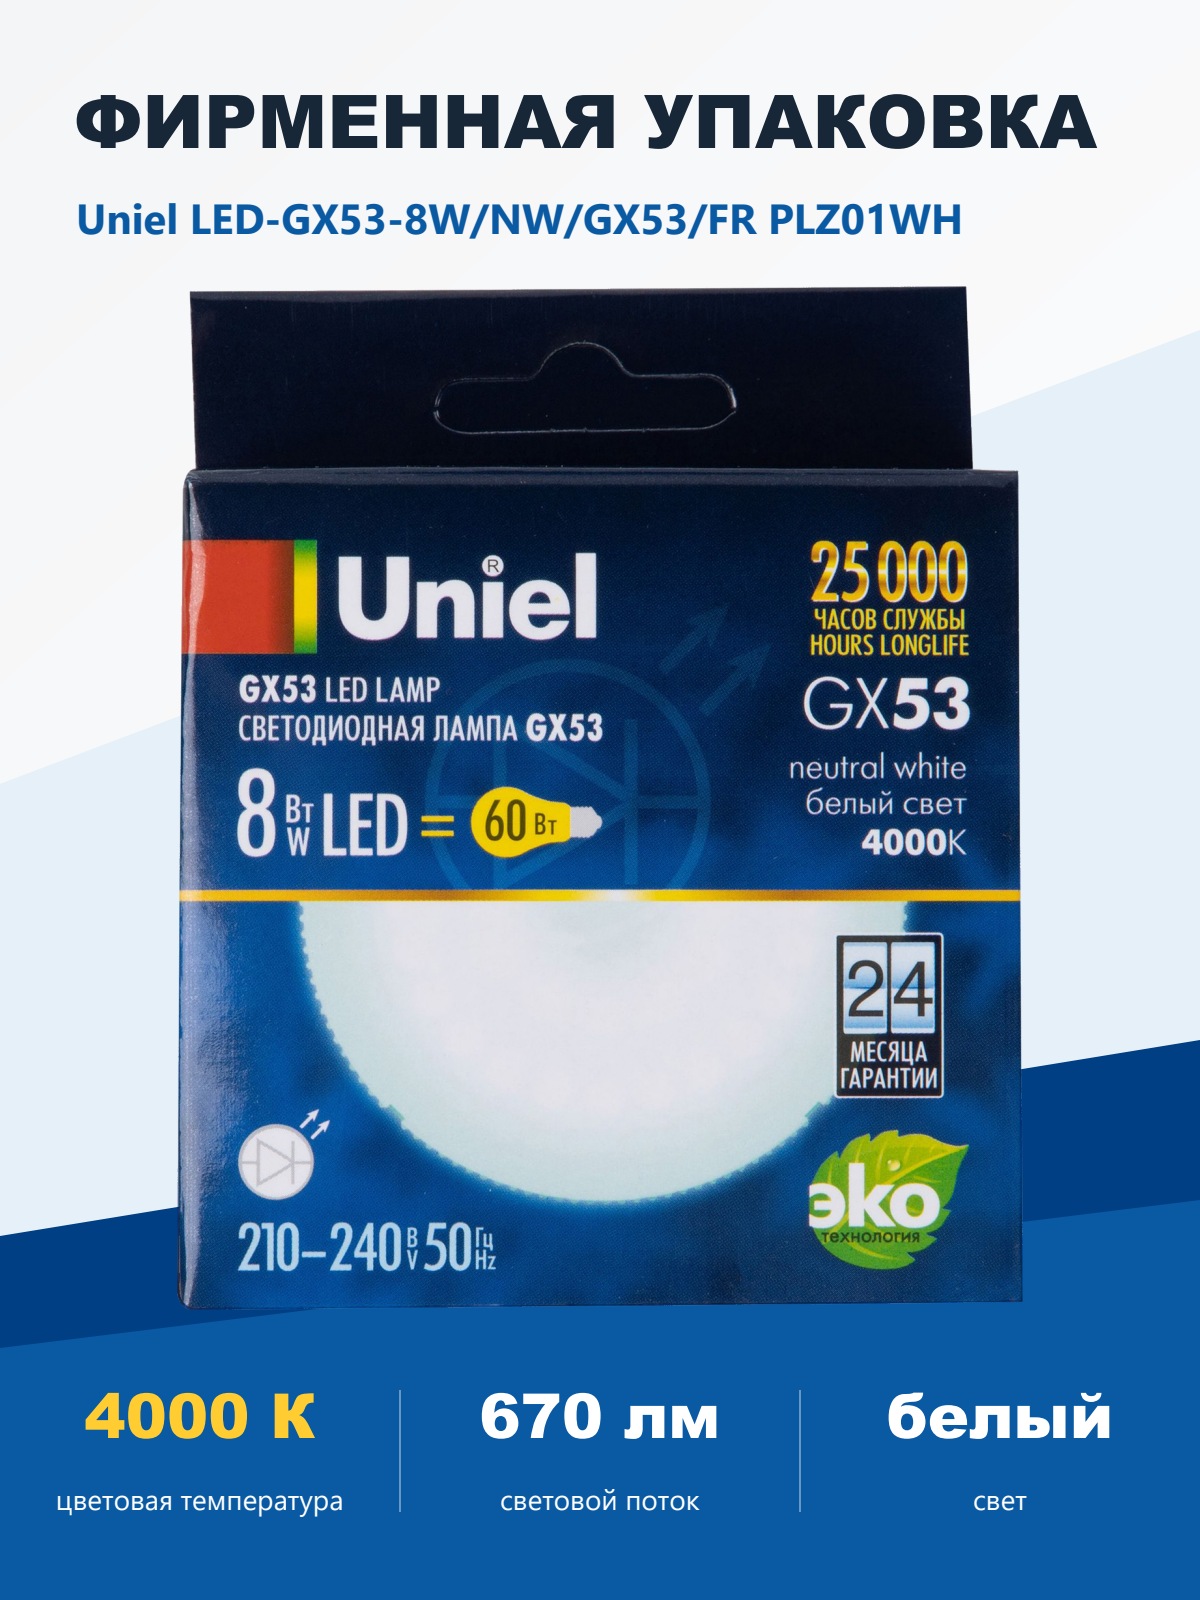 ФИРМЕННАЯ УПАКОВКА
Uniel LED-GX53-8W/NW/GX53/FR PLZ01WH
Uniel®
25 000
ЧАСОВ СЛУЖБЫ
HOURS LONGLIFE
GX53 LED LAMP
СВЕТОДИОДНАЯ ЛАМПА GX53
GX53
neutral white
белый свет
4000K
8 Вт W LED = 60 Вт
24
МЕСЯЦА
ГАРАНТИИ
эко
технология
210–240 В V 50 Гц Hz
4000 К
цветовая температура
670 лм
световой поток
белый
свет